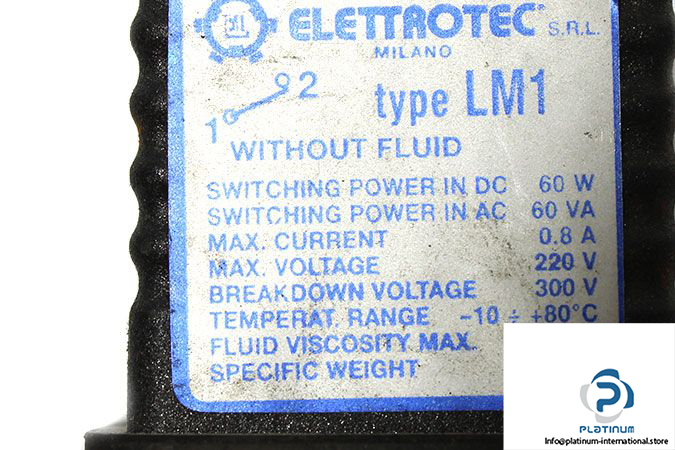 ELETTROTEC S.R.L.
MILANO
2
type LM1
1
WITHOUT FLUID
SWITCHING POWER IN DC 60 W
SWITCHING POWER IN AC 60 VA
MAX. CURRENT 0.8 A
MAX. VOLTAGE 220 V
BREAKDOWN VOLTAGE 300 V
TEMPERAT. RANGE -10 ÷ +80°C
FLUID VISCOSITY MAX.
SPECIFIC WEIGHT
PLATINUM
info@platinum-international.store